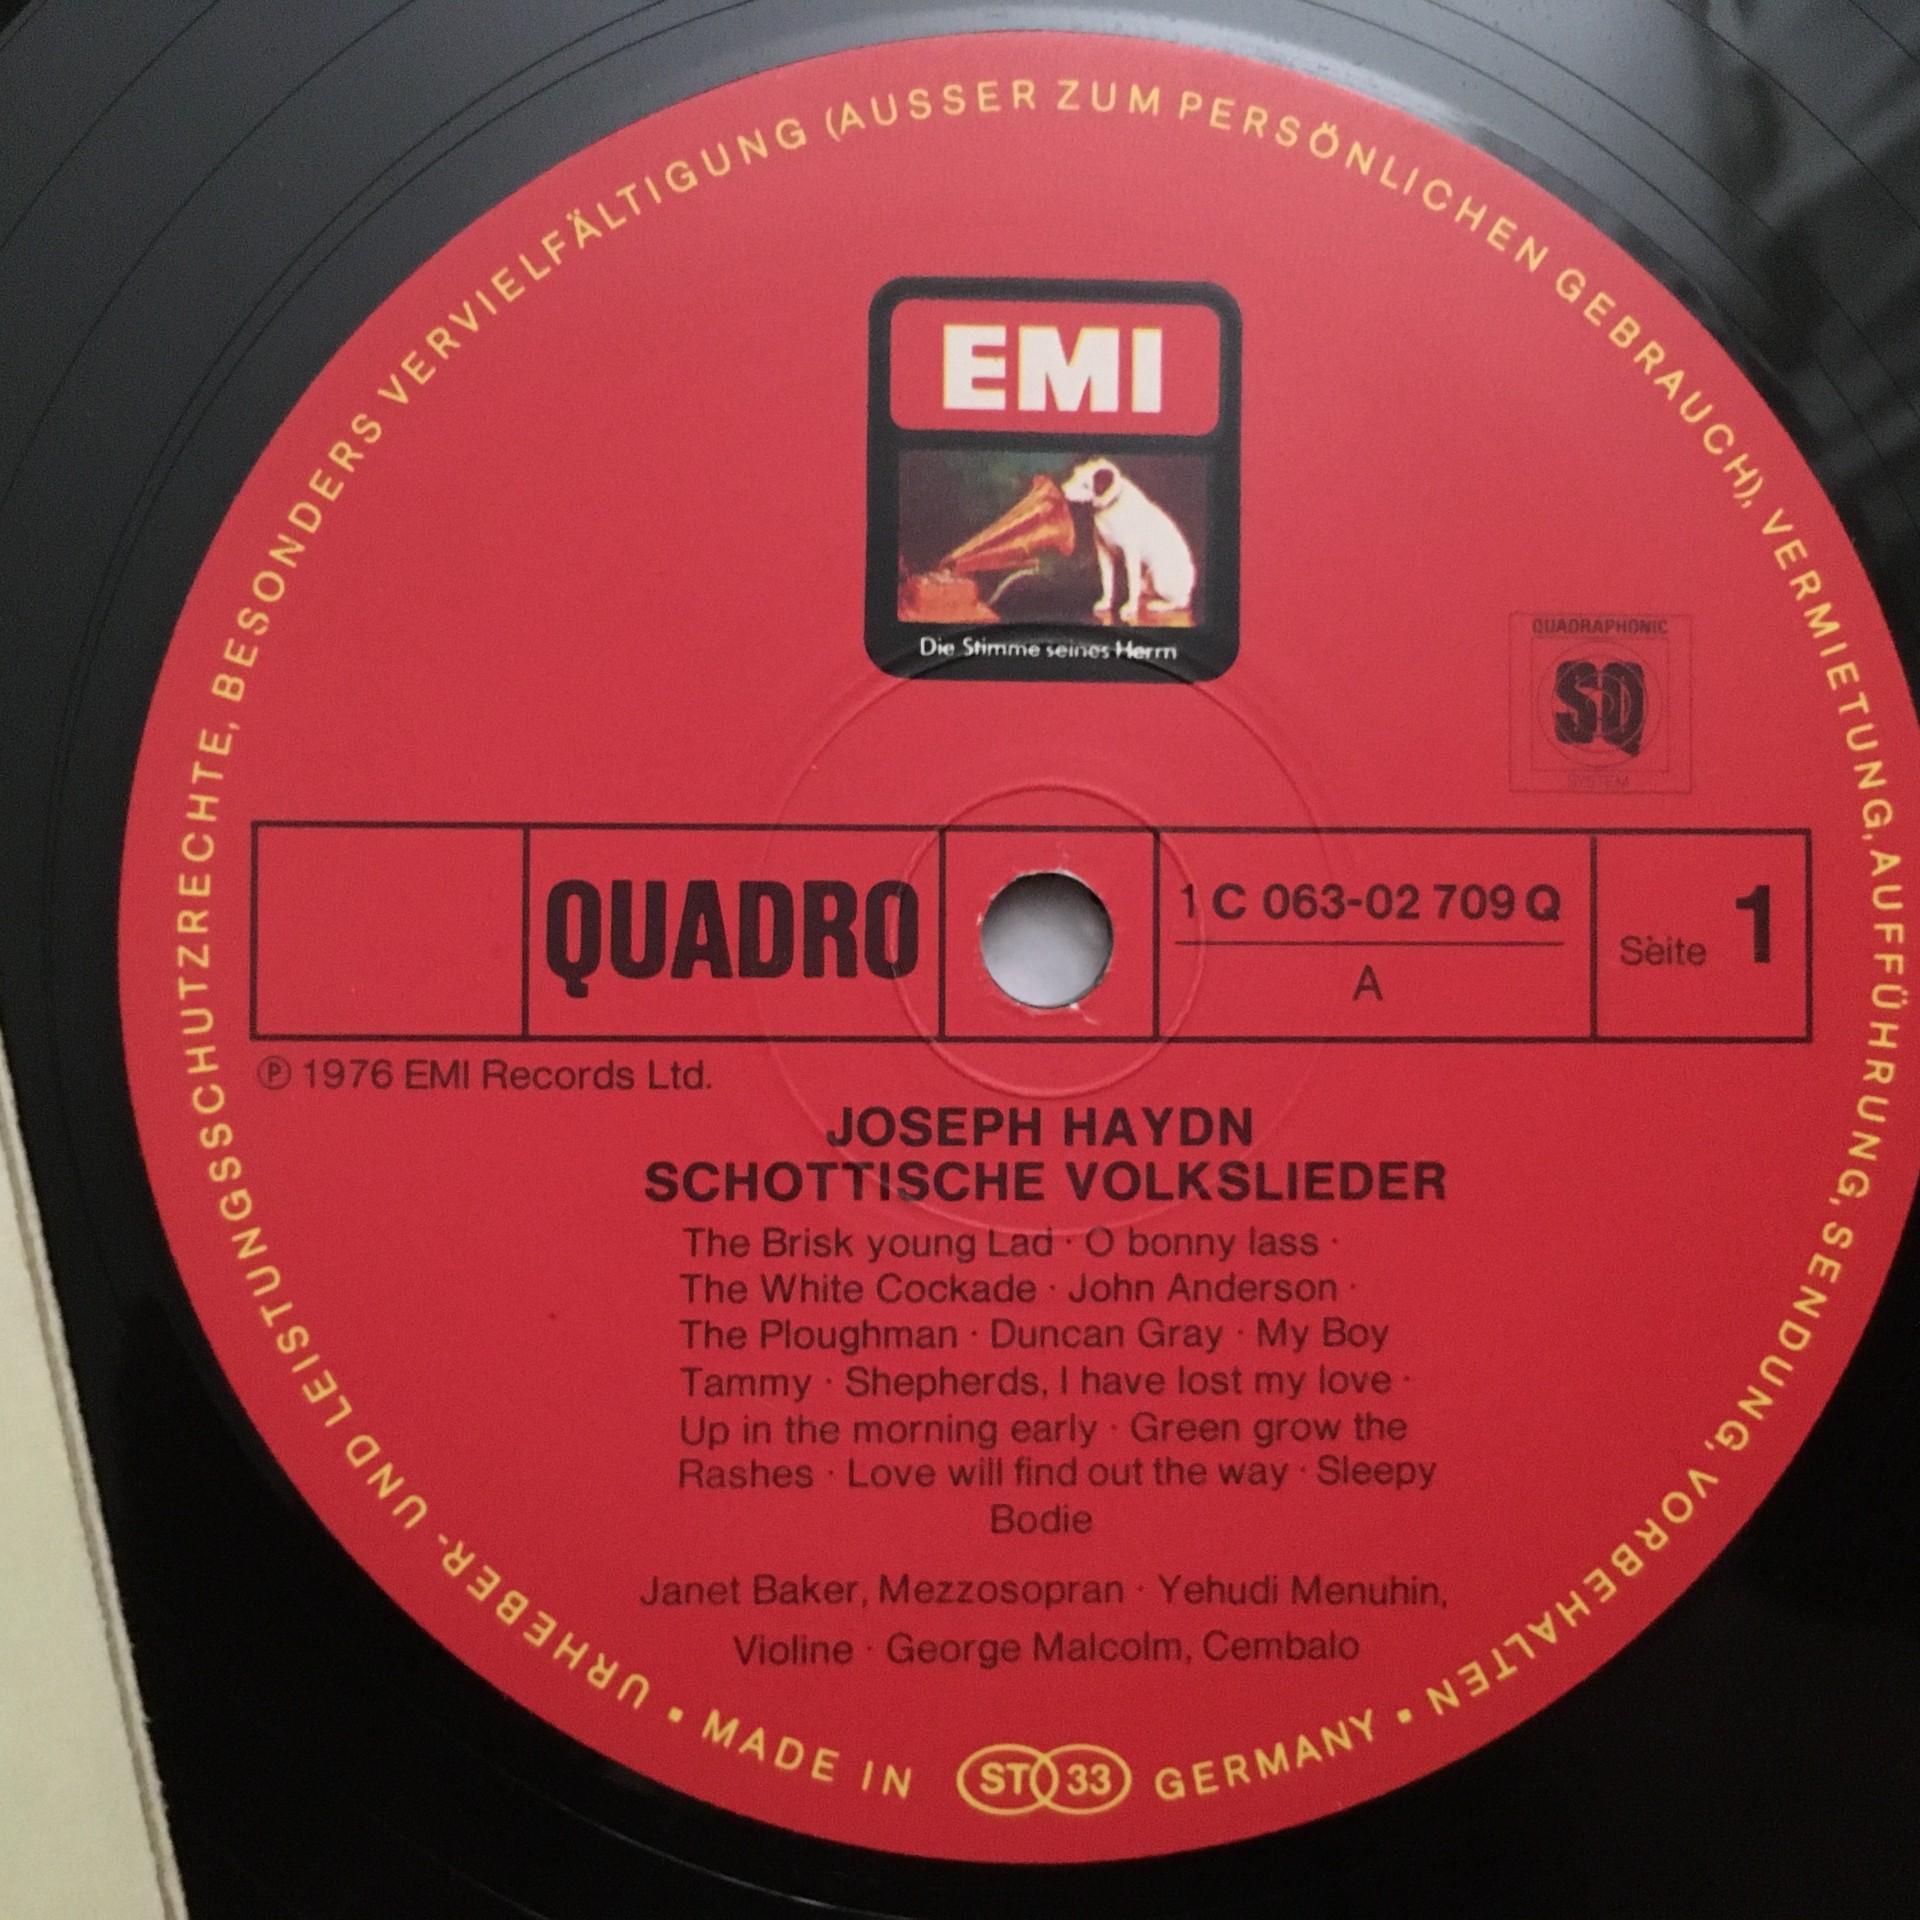 URHEBER- UND LEISTUNGSSCHUTZRECHTE, BESONDERS VERVIELFÄLTIGUNG (AUSSER ZUM PERSÖNLICHEN GEBRAUCH), VERMIETUNG, AUFFÜHRUNG, SENDUNG, VORBEHALTEN
EMI
Die Stimme seines Herrn
QUADRAPHONIC
SQ
SYSTEM
QUADRO
1 C 063-02 709 Q
A
Seite 1
℗ 1976 EMI Records Ltd.
JOSEPH HAYDN
SCHOTTISCHE VOLKSLIEDER
The Brisk young Lad · O bonny lass ·
The White Cockade · John Anderson ·
The Ploughman · Duncan Gray · My Boy
Tammy · Shepherds, I have lost my love ·
Up in the morning early · Green grow the
Rashes · Love will find out the way · Sleepy
Bodie
Janet Baker, Mezzosopran · Yehudi Menuhin,
Violine · George Malcolm, Cembalo
• MADE IN ST 33 GERMANY •